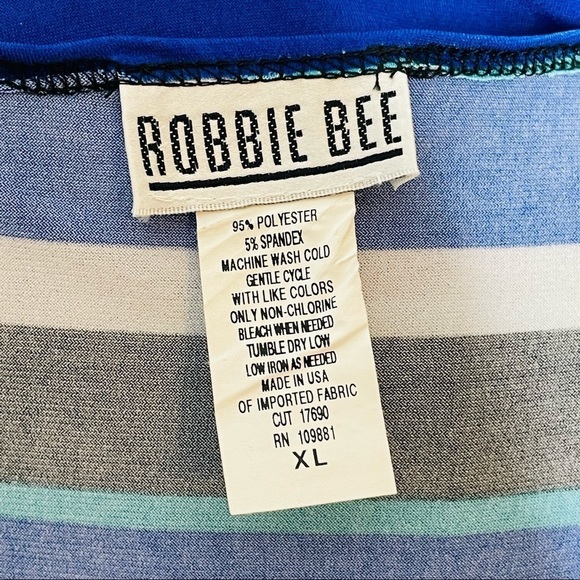 ROBBIE BEE
95% POLYESTER
5% SPANDEX
MACHINE WASH COLD
GENTLE CYCLE
WITH LIKE COLORS
ONLY NON-CHLORINE
BLEACH WHEN NEEDED
TUMBLE DRY LOW
LOW IRON AS NEEDED
MADE IN USA
OF IMPORTED FABRIC
CUT 17690
RN 109881
XL